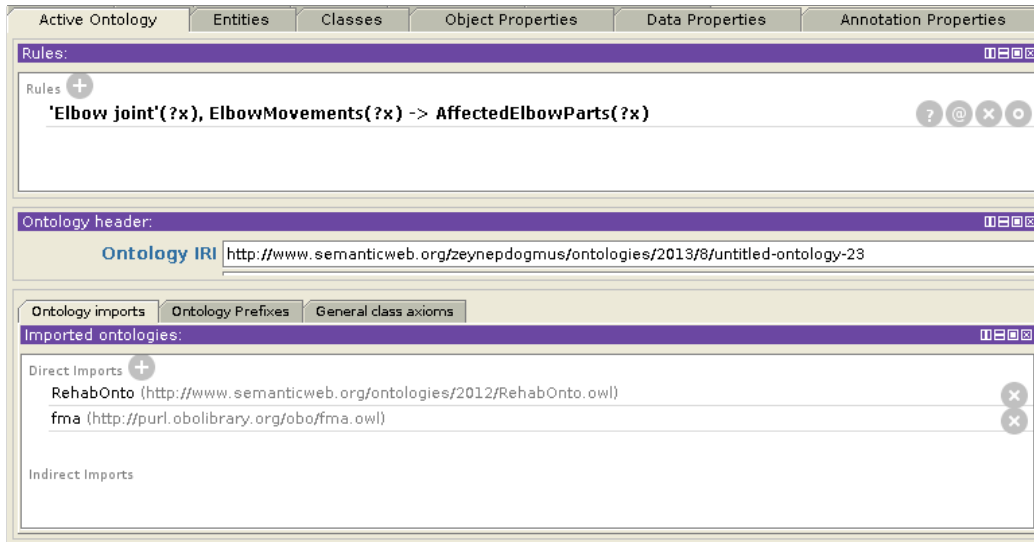 Active Ontology Entities Classes Object Properties Data Properties Annotation Properties
Rules:
Rules
'Elbow joint'(?x), ElbowMovements(?x) -> AffectedElbowParts(?x)
Ontology header:
Ontology IRI http://www.semanticweb.org/zeynepdogmus/ontologies/2013/8/untitled-ontology-23
Ontology imports Ontology Prefixes General class axioms
Imported ontologies:
Direct Imports
RehabOnto (http://www.semanticweb.org/ontologies/2012/RehabOnto.owl)
fma (http://purl.obolibrary.org/obo/fma.owl)
Indirect Imports